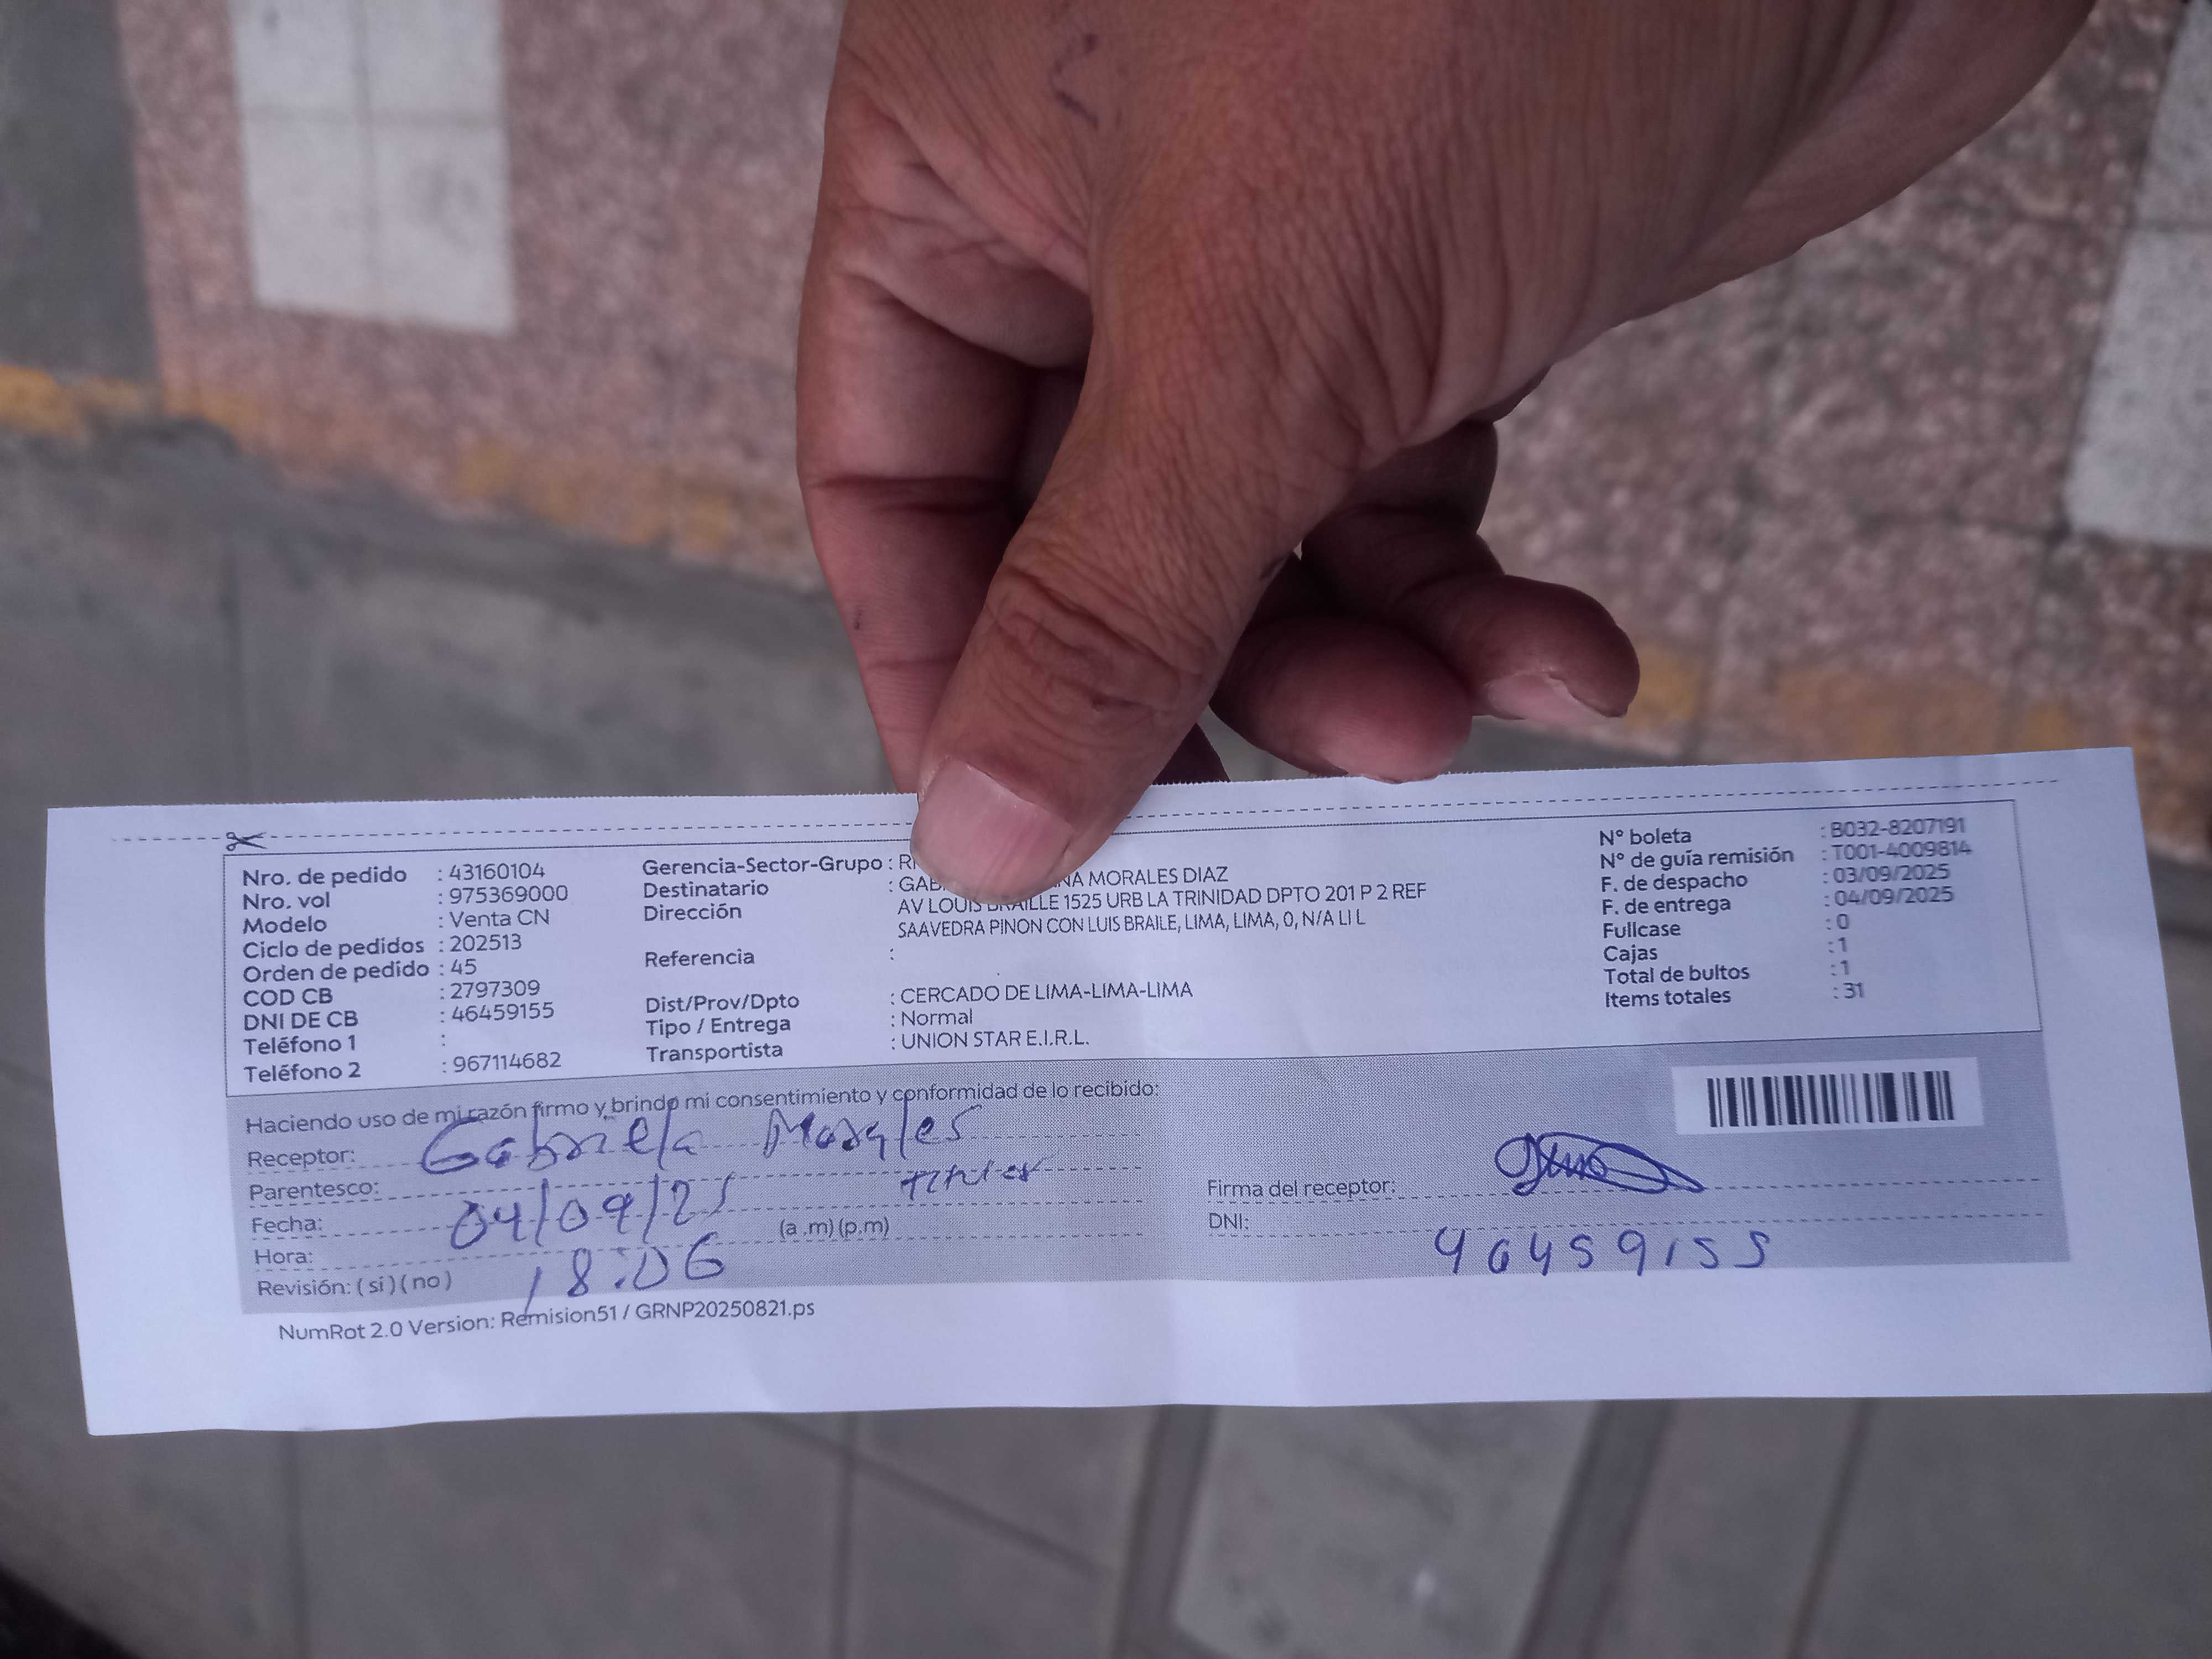 Nro. de pedido : 43160104
Nro. vol : 975369000
Modelo : Venta CN
Ciclo de pedidos : 202513
Orden de pedido : 45
COD CB : 2797309
DNI DE CB : 46459155
Teléfono 1 :
Teléfono 2 : 967114682
Gerencia-Sector-Grupo :
Destinatario : MORALES DIAZ
Dirección AV LOUIS BRAILLE 1525 URB LA TRINIDAD DPTO 201 P 2 REF
SAAVEDRA PINON CON LUIS BRAILE, LIMA, LIMA, 0, N/A LI L
Referencia :
Dist/Prov/Dpto : CERCADO DE LIMA-LIMA-LIMA
Tipo / Entrega : Normal
Transportista : UNION STAR E.I.R.L.
N° boleta : B032-8207191
N° de guía remisión : T001-4009814
F. de despacho : 03/09/2025
F. de entrega : 04/09/2025
Fullcase : 0
Cajas : 1
Total de bultos : 1
Items totales : 31
Haciendo uso de mi razón firmo y brindo mi consentimiento y conformidad de lo recibido:
Receptor: Gabriela Morales
Parentesco: titular
Fecha: 04/09/25
Hora: 18:06 (a .m) (p.m)
Revisión: ( si ) ( no )
Firma del receptor:
DNI: 46459155
NumRot 2.0 Version: Remision51 / GRNP20250821.ps